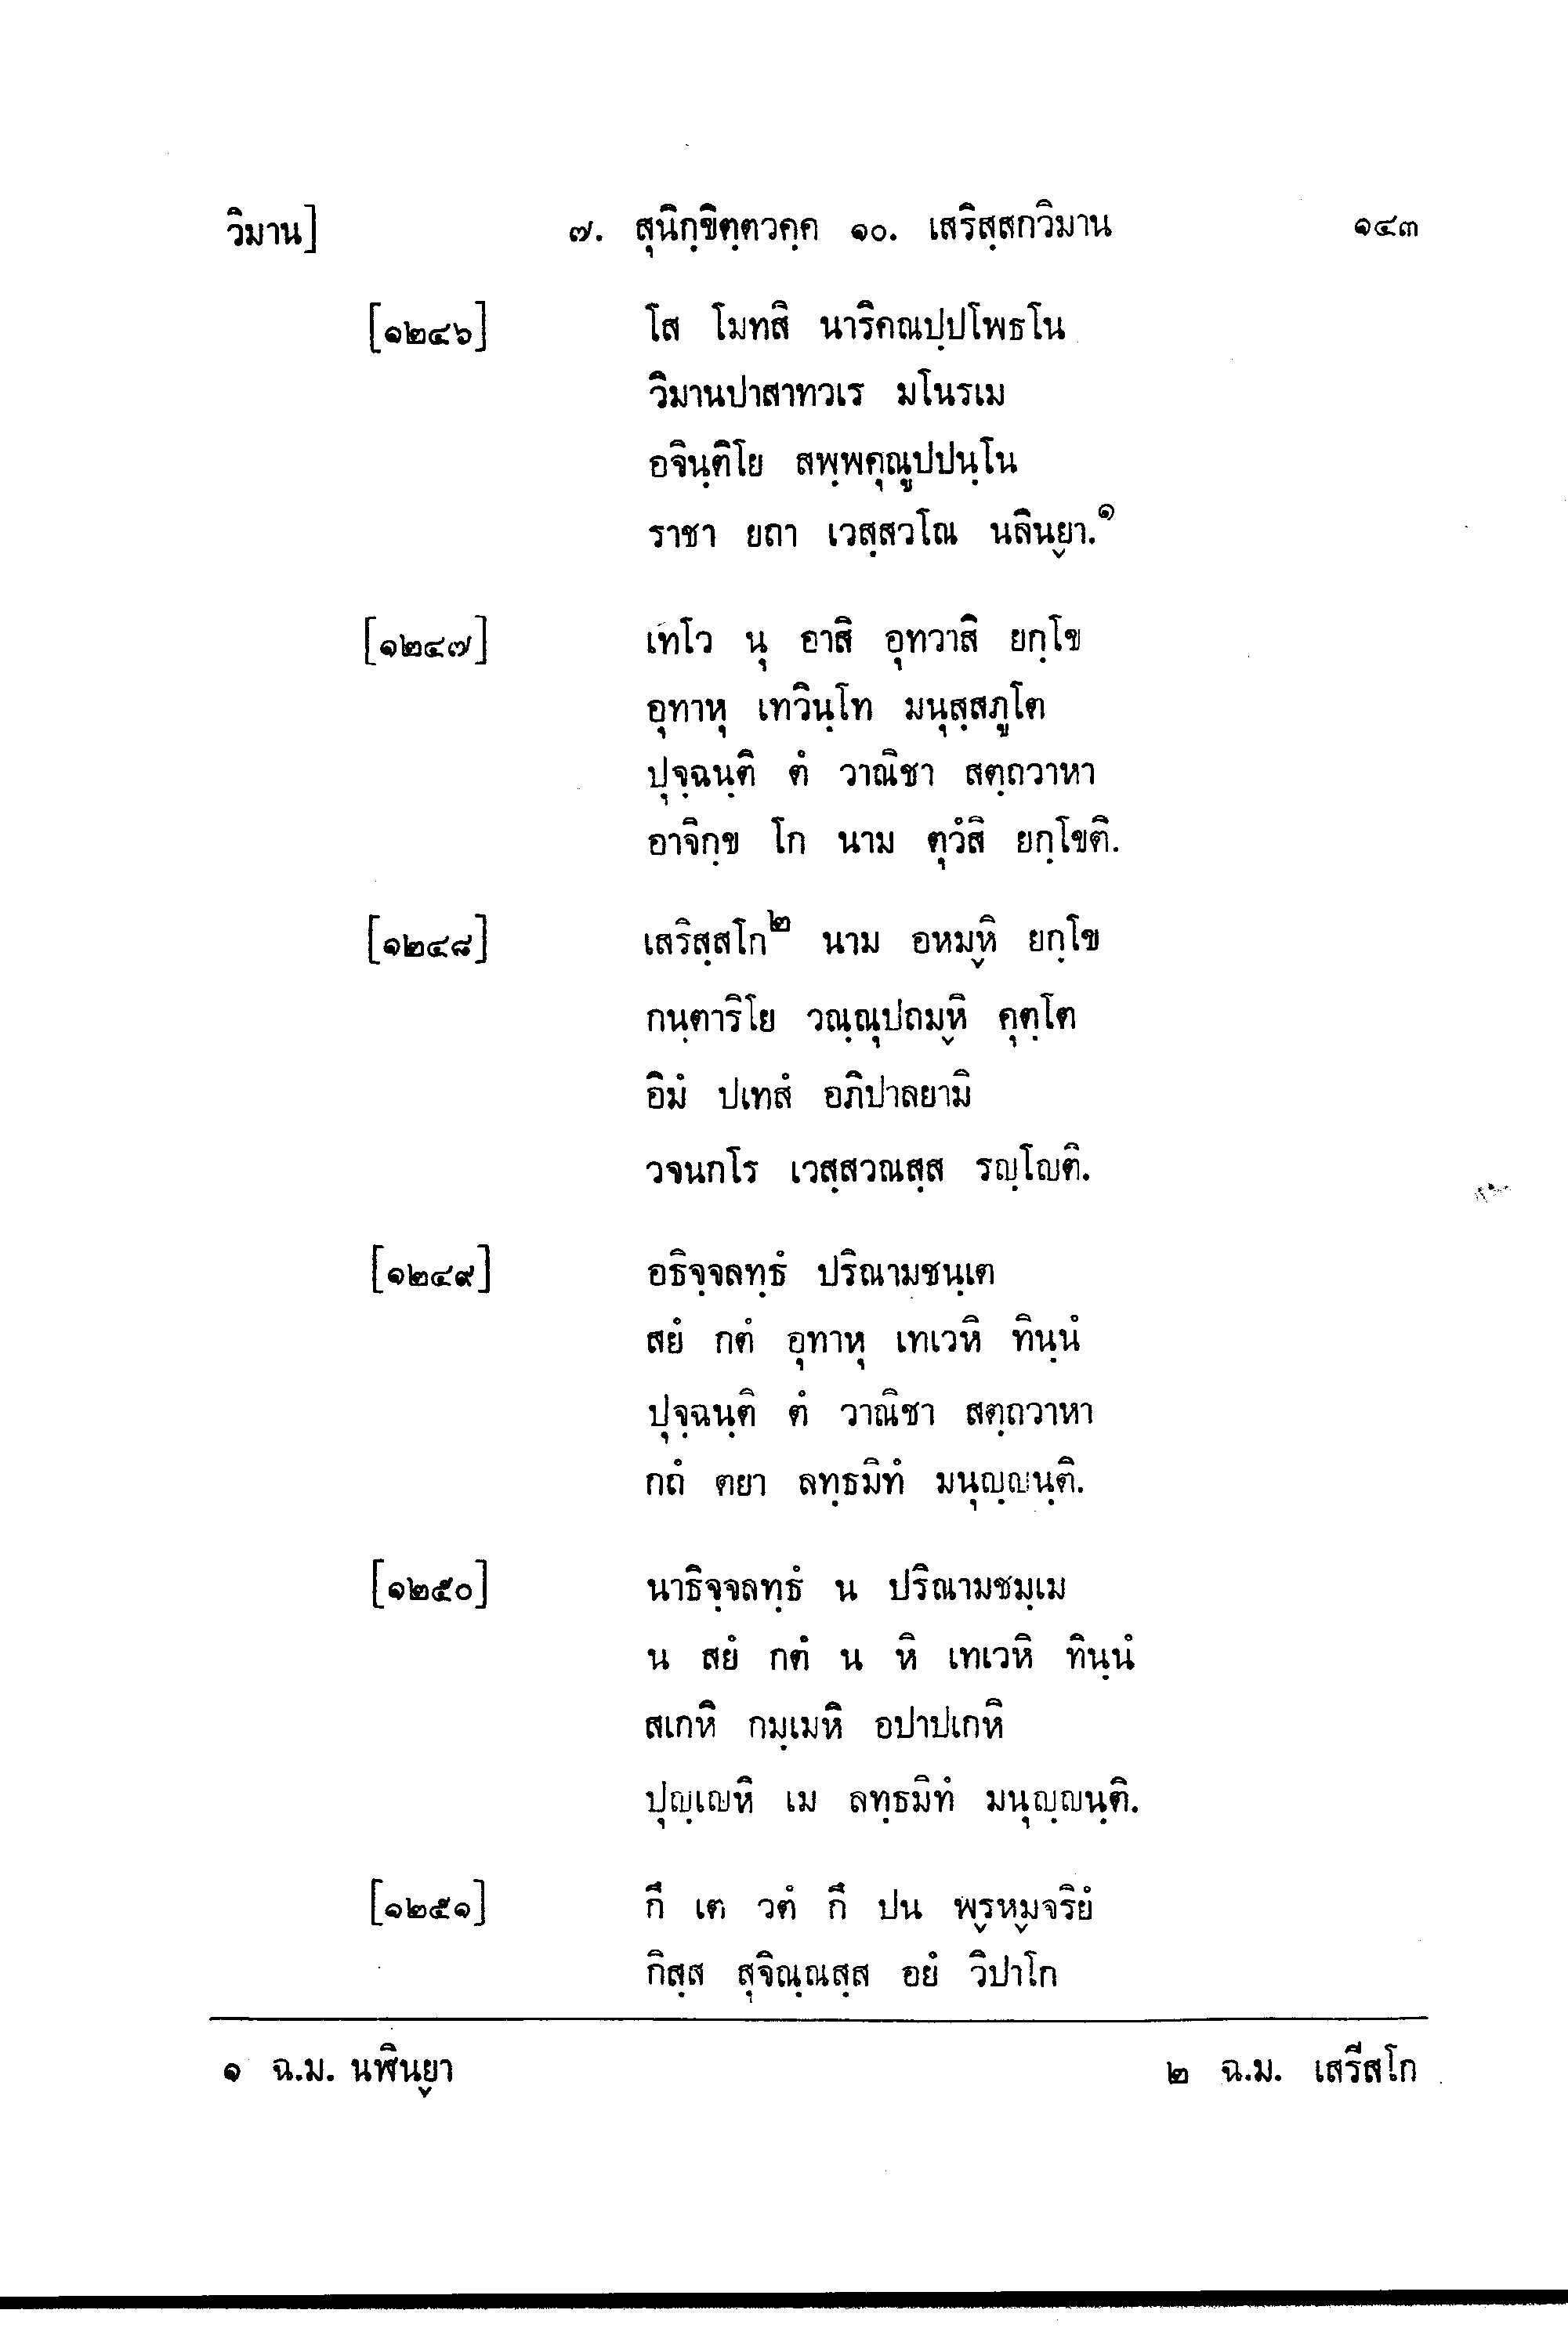 วิมาน] ๗. สุนิกฺขิตฺตวคฺค ๑๐. เสริสฺสกวิมาน ๑๔๓
[๑๒๔๖] โส โมทสิ นาริคณปฺปโพธโน
วิมานปาสาทวเร มโนรเม
อจินฺติโย สพฺพคุณูปปนฺโน
ราชา ยถา เวสฺสวโณ นลินฺยา.๑
[๑๒๔๗] เทโว นุ อาสิ อุทวาสิ ยกฺโข
อุทาหุ เทวินฺโท มนุสฺสภูโต
ปุจฺฉนฺติ ตํ วาณิชา สตฺถวาหา
อาจิกฺข โก นาม ตุวํสิ ยกฺโขติ.
[๑๒๔๘] เสริสฺสโก๒ นาม อหมฺหิ ยกฺโข
กนฺตาริโย วณฺณุปถมฺหิ คุตฺโต
อิมํ ปเทสํ อภิปาลยามิ
วจนกโร เวสฺสวณสฺส รญฺโญติ.
[๑๒๔๙] อธิจฺจลทฺธํ ปริณามชนฺเต
สยํ กตํ อุทาหุ เทเวหิ ทินฺนํ
ปุจฺฉนฺติ ตํ วาณิชา สตฺถวาหา
กถํ ตยา ลทฺธมิทํ มนุญฺญนฺติ.
[๑๒๕๐] นาธิจฺจลทฺธํ น ปริณามชมฺเม
น สยํ กตํ น หิ เทเวหิ ทินฺนํ
สเกหิ กมฺเมหิ อปาปเกหิ
ปุญฺเญหิ เม ลทฺธมิทํ มนุญฺญนฺติ.
[๑๒๕๑] กึ เต วตํ กึ ปน พฺรหฺมจริยํ
กิสฺส สุจิณฺณสฺส อยํ วิปาโก
๑ ฉ.ม. นฬินฺยา ๒ ฉ.ม. เสรีสโก